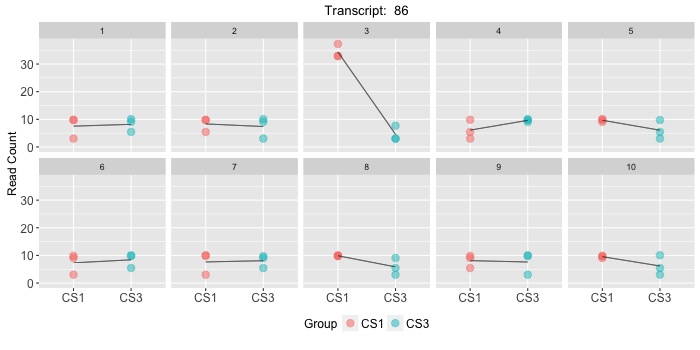 Transcript: 86
1 2 3 4 5
30
20
10
0
Read Count
6 7 8 9 10
30
20
10
0
CS1 CS3 CS1 CS3 CS1 CS3 CS1 CS3 CS1 CS3
Group CS1 CS3